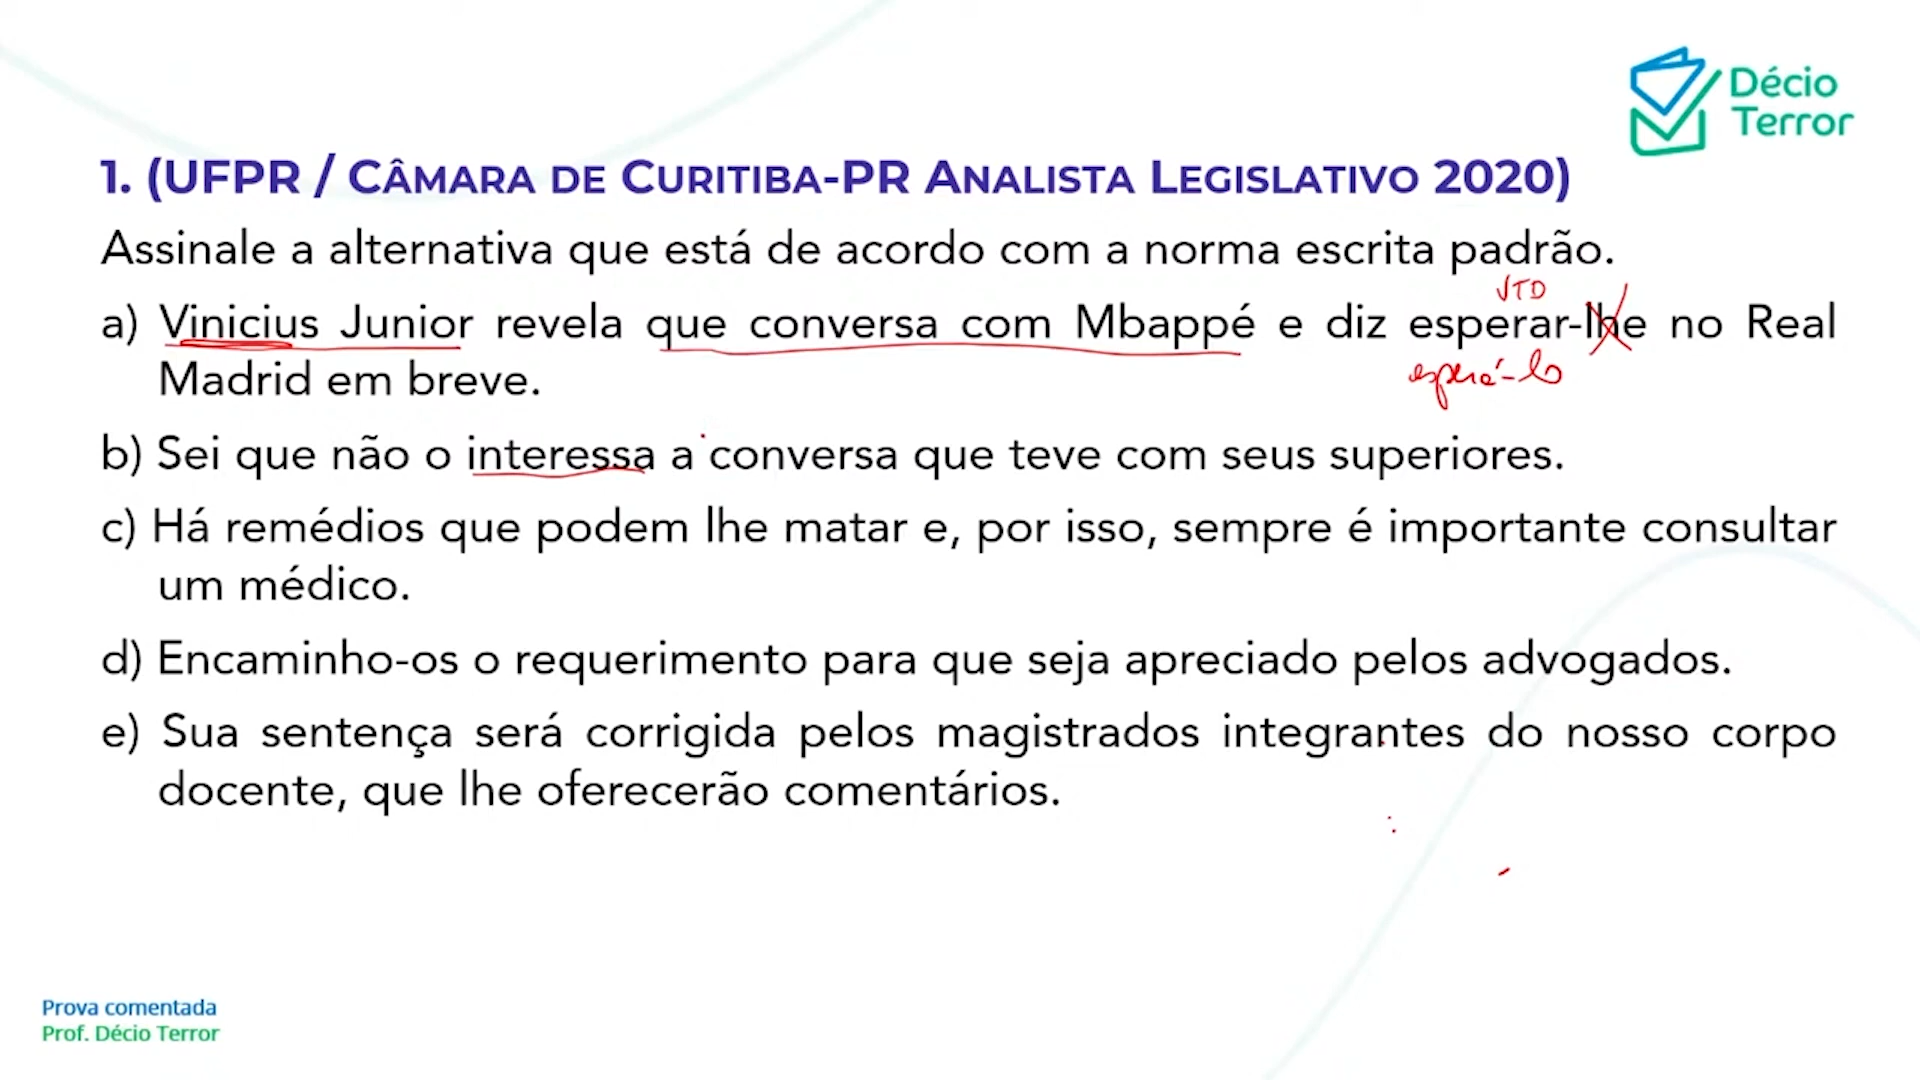 Décio
Terror
1. (UFPR / CÂMARA DE CURITIBA-PR ANALISTA LEGISLATIVO 2020)
Assinale a alternativa que está de acordo com a norma escrita padrão.
VTD
a) Vinicius Junior revela que conversa com Mbappé e diz esperar-lhe no Real
Madrid em breve.
esperá-lo
b) Sei que não o interessa a conversa que teve com seus superiores.
c) Há remédios que podem lhe matar e, por isso, sempre é importante consultar
um médico.
d) Encaminho-os o requerimento para que seja apreciado pelos advogados.
e) Sua sentença será corrigida pelos magistrados integrantes do nosso corpo
docente, que lhe oferecerão comentários.
Prova comentada
Prof. Décio Terror